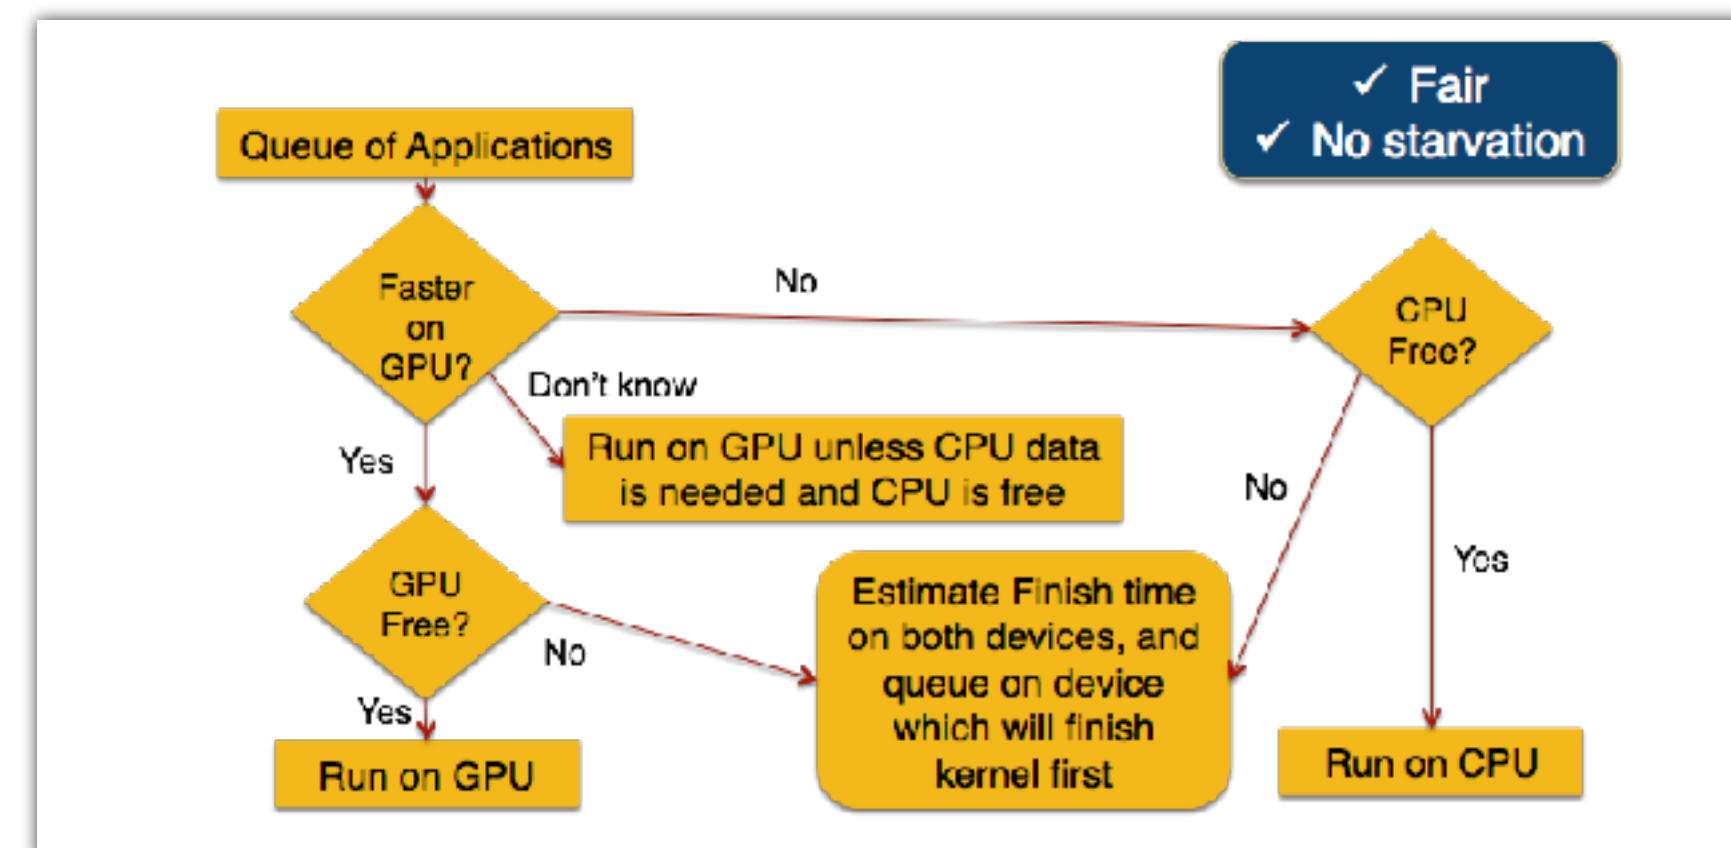 ✓ Fair
✓ No starvation
Queue of Applications
Faster
on
GPU?
No
CPU
Free?
Don't know
Run on GPU unless CPU data
is needed and CPU is free
Yes
No
Yes
GPU
Free?
No
Estimate Finish time
on both devices, and
queue on device
which will finish
kernel first
Yes
Run on GPU
Run on CPU